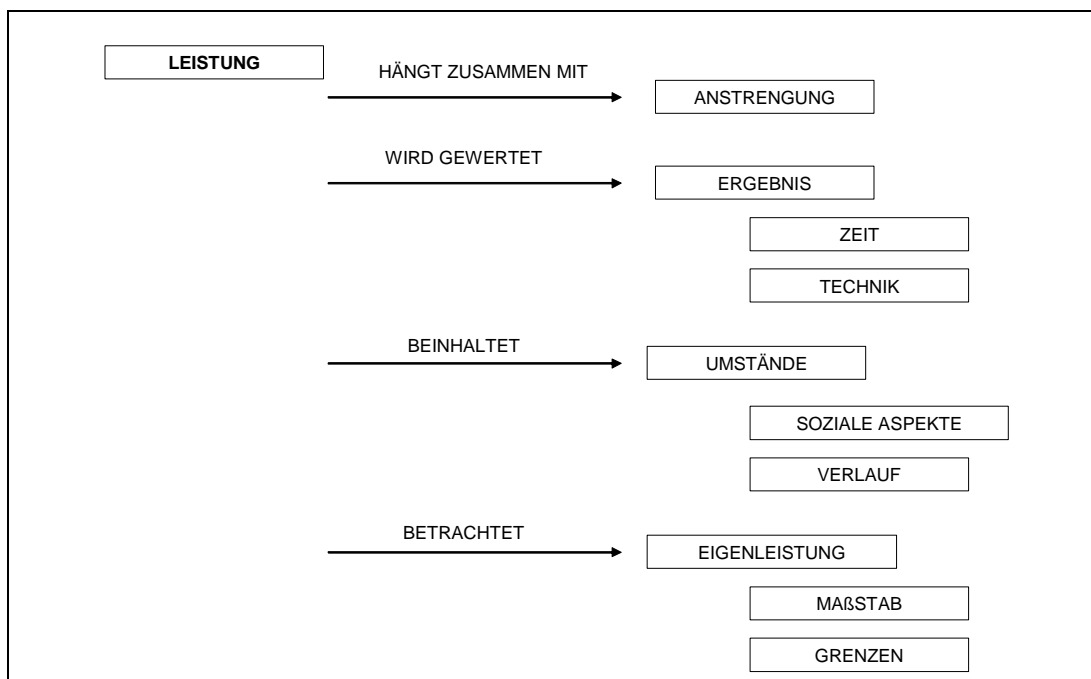 LEISTUNG
HÄNGT ZUSAMMEN MIT
ANSTRENGUNG
WIRD GEWERTET
ERGEBNIS
ZEIT
TECHNIK
BEINHALTET
UMSTÄNDE
SOZIALE ASPEKTE
VERLAUF
BETRACHTET
EIGENLEISTUNG
MAßSTAB
GRENZEN